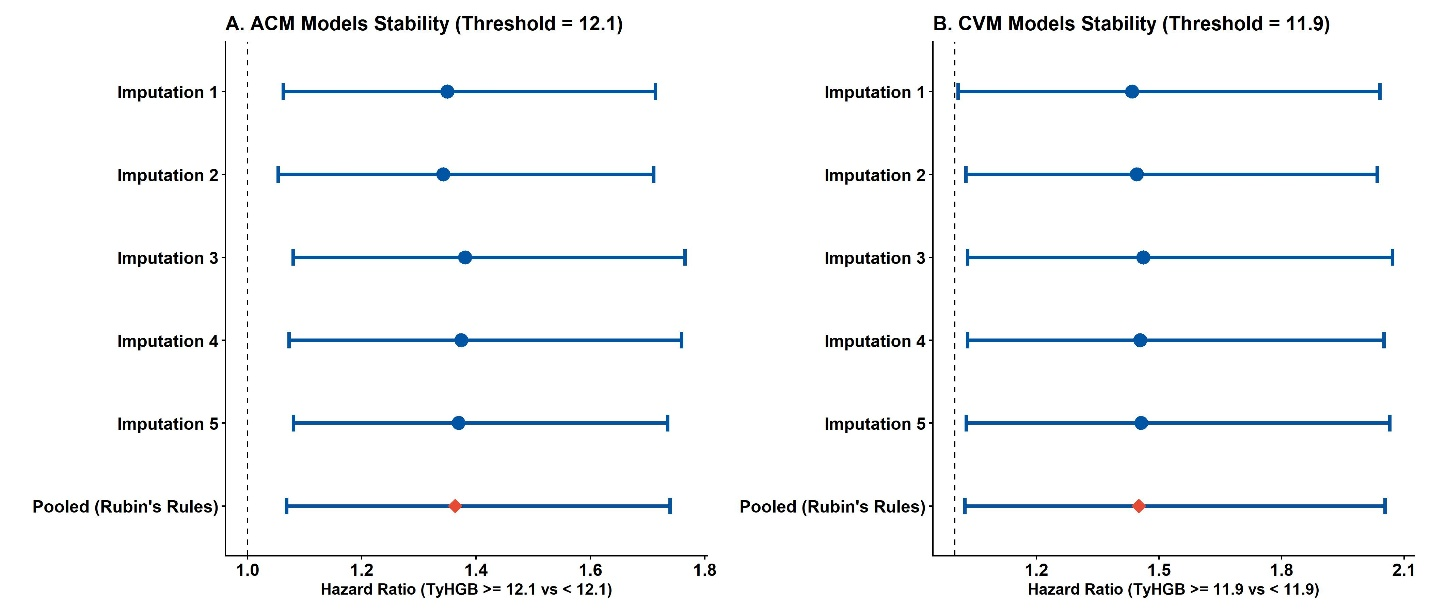 A. ACM Models Stability (Threshold = 12.1)
Imputation 1
Imputation 2
Imputation 3
Imputation 4
Imputation 5
Pooled (Rubin's Rules)
1.0 1.2 1.4 1.6 1.8
Hazard Ratio (TyHGB >= 12.1 vs < 12.1)
B. CVM Models Stability (Threshold = 11.9)
Imputation 1
Imputation 2
Imputation 3
Imputation 4
Imputation 5
Pooled (Rubin's Rules)
1.2 1.5 1.8 2.1
Hazard Ratio (TyHGB >= 11.9 vs < 11.9)